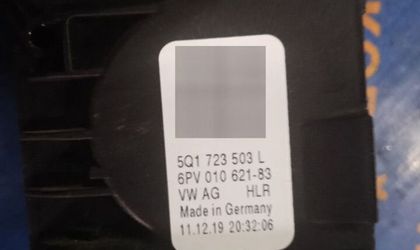 5Q1 723 503 L
6PV 010 621-83
VW AG HLR
Made in Germany
11.12.19 20:32:06